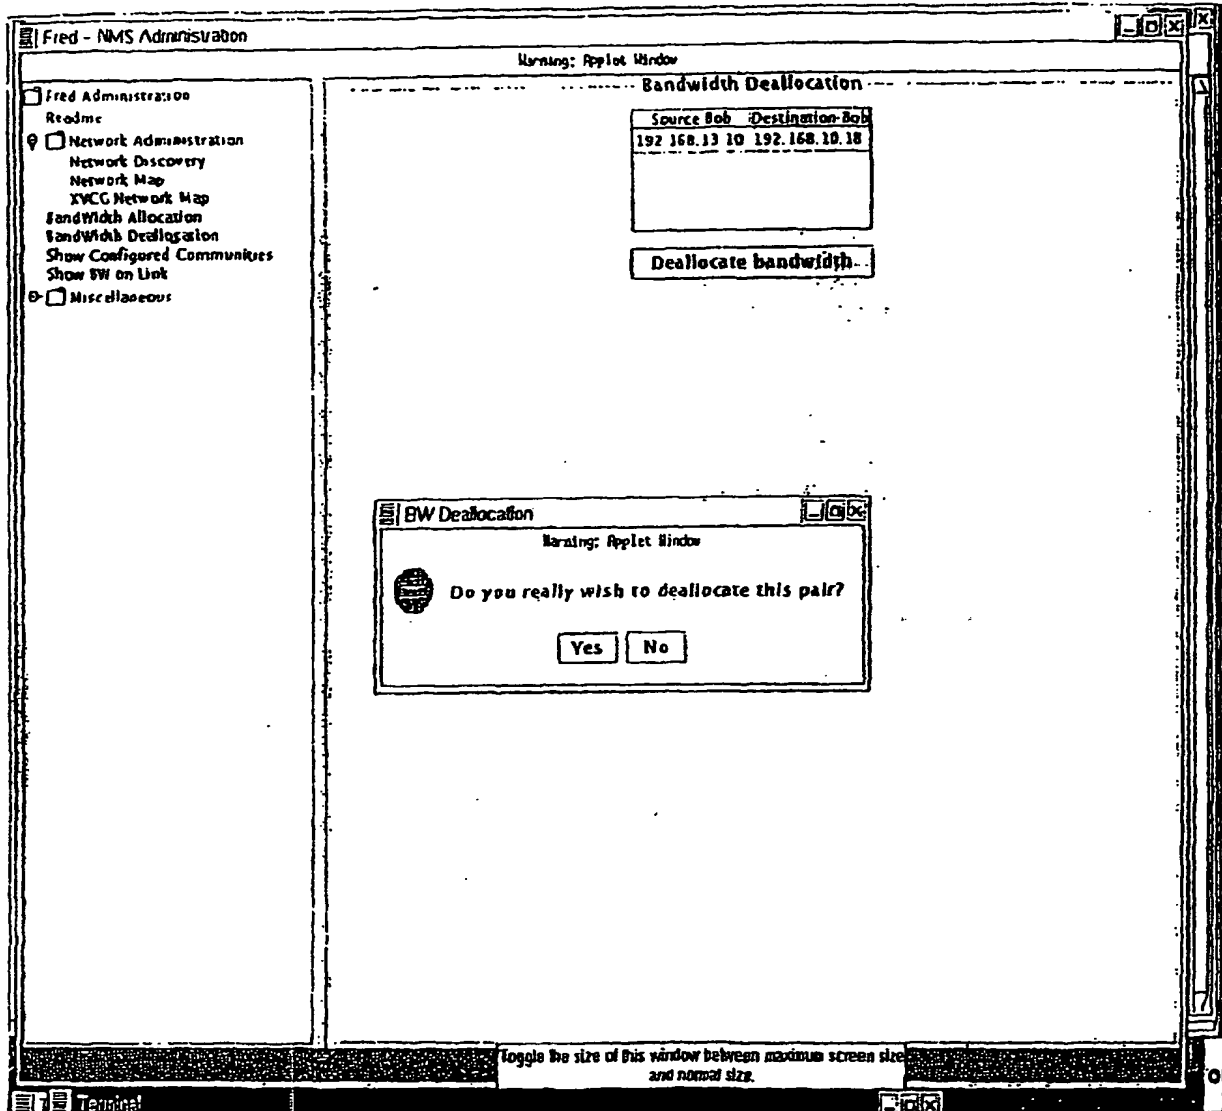 Fred - NMS Administration
Warning: Applet Window
Fred Administration
Readme
Network Administration
Network Discovery
Network Map
XVCG Network Map
BandWidth Allocation
BandWidth Deallocation
Show Configured Communities
Show BW on Link
Miscellaneous
Bandwidth Deallocation
Source Bob Destination Bob
192 168.13 10 192.168.10.18
Deallocate bandwidth
BW Deallocation
Warning: Applet Window
Do you really wish to deallocate this pair?
Yes No
Toggle the size of this window between maximum screen size
and normal size.
Terminal